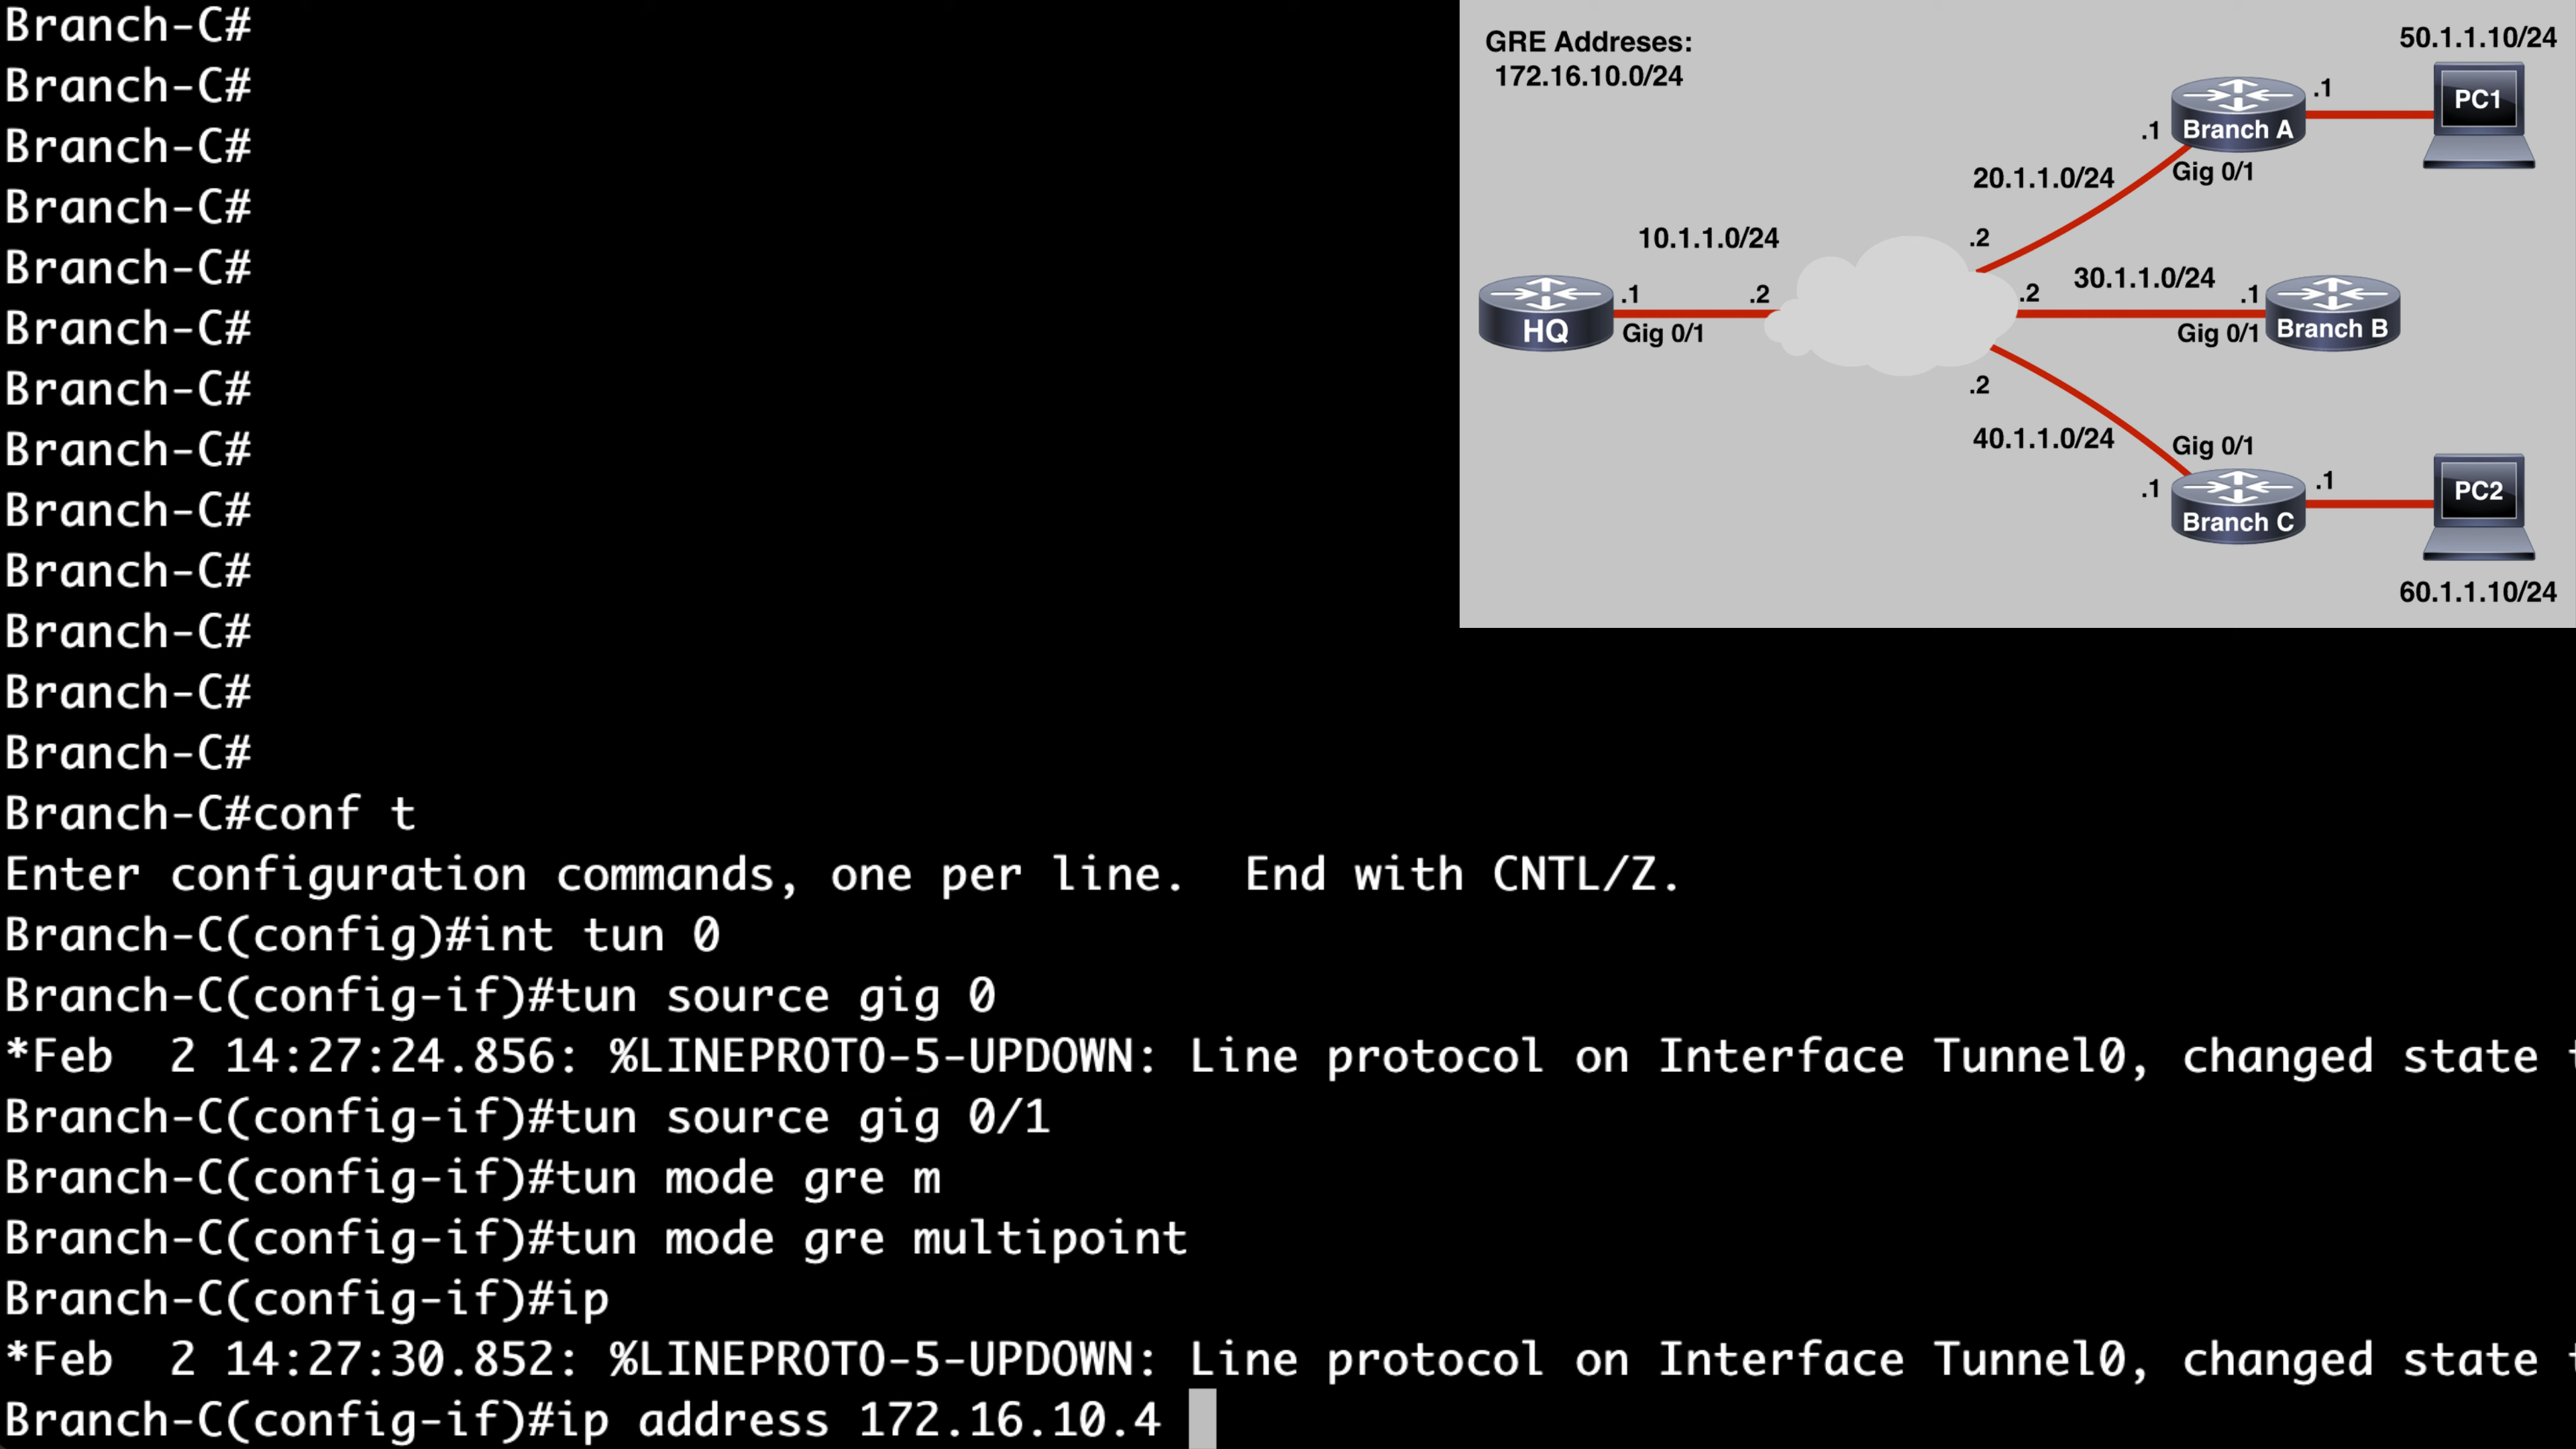 Branch-C#
Branch-C#
Branch-C#
Branch-C#
Branch-C#
Branch-C#
Branch-C#
Branch-C#
Branch-C#
Branch-C#
Branch-C#
Branch-C#
Branch-C#
Branch-C#conf t
Enter configuration commands, one per line.  End with CNTL/Z.
Branch-C(config)#int tun 0
Branch-C(config-if)#tun source gig 0
*Feb  2 14:27:24.856: %LINEPROTO-5-UPDOWN: Line protocol on Interface Tunnel0, changed state
Branch-C(config-if)#tun source gig 0/1
Branch-C(config-if)#tun mode gre m
Branch-C(config-if)#tun mode gre multipoint
Branch-C(config-if)#ip
*Feb  2 14:27:30.852: %LINEPROTO-5-UPDOWN: Line protocol on Interface Tunnel0, changed state
Branch-C(config-if)#ip address 172.16.10.4
GRE Addreses:
172.16.10.0/24
50.1.1.10/24
PC1
.1
Branch A
.1
Gig 0/1
20.1.1.0/24
.2
10.1.1.0/24
HQ
.1
.2
Gig 0/1
30.1.1.0/24
.2
.1
Gig 0/1
Branch B
.2
40.1.1.0/24
Gig 0/1
.1
.1
Branch C
PC2
60.1.1.10/24